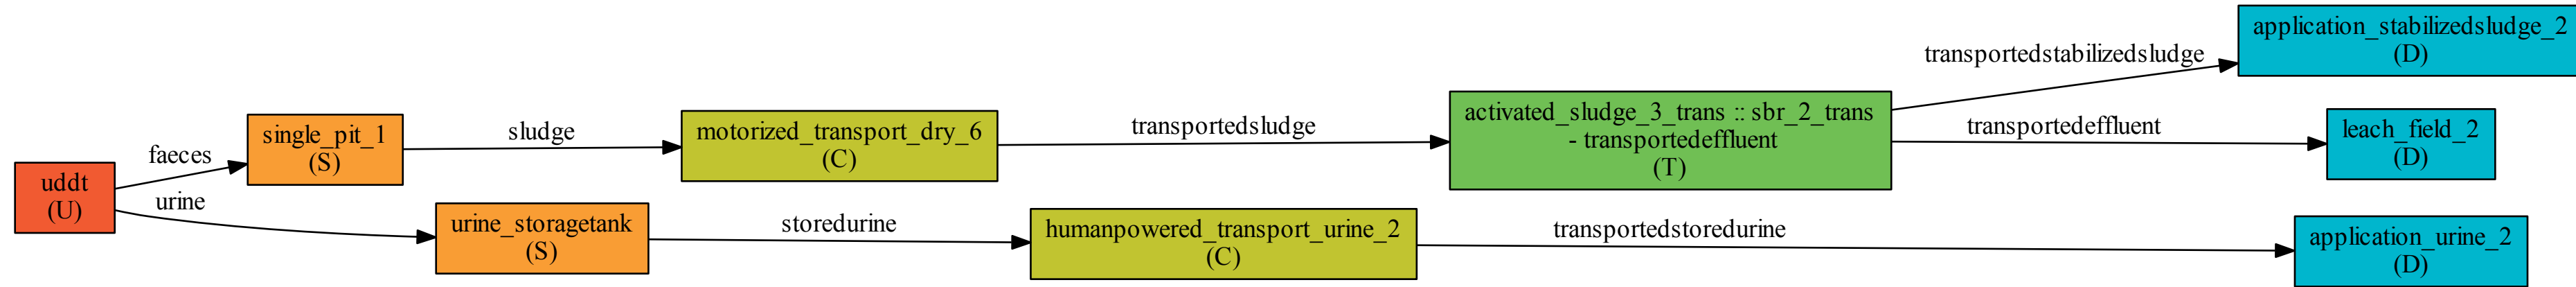 uddt
(U)
faeces
urine
single_pit_1
(S)
urine_storagetank
(S)
sludge
storedurine
motorized_transport_dry_6
(C)
humanpowered_transport_urine_2
(C)
transportedsludge
transportedstoredurine
activated_sludge_3_trans :: sbr_2_trans
- transportedeffluent
(T)
transportedstabilizedsludge
transportedeffluent
application_stabilizedsludge_2
(D)
leach_field_2
(D)
application_urine_2
(D)